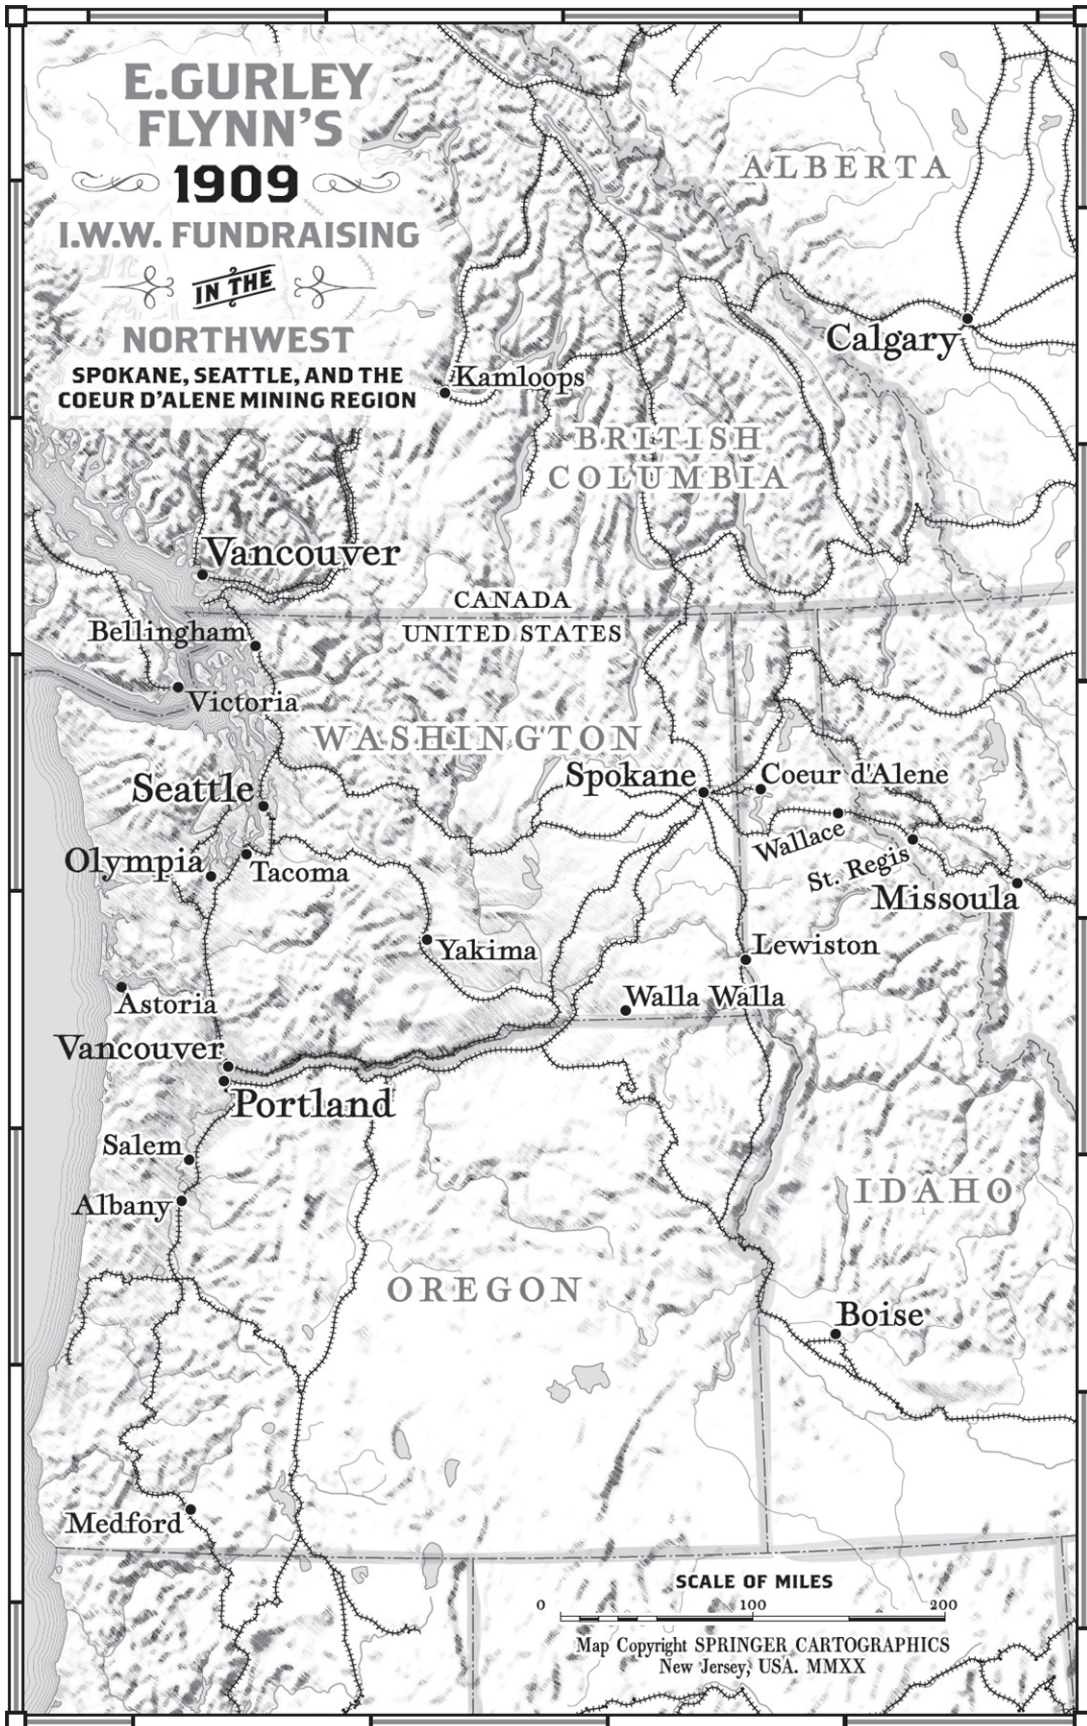 E.GURLEY
FLYNN'S
1909
I.W.W. FUNDRAISING
IN THE
NORTHWEST
SPOKANE, SEATTLE, AND THE
COEUR D'ALENE MINING REGION
ALBERTA
Calgary
Kamloops
BRITISH
COLUMBIA
Vancouver
CANADA
UNITED STATES
Bellingham
Victoria
WASHINGTON
Seattle
Spokane
Coeur d'Alene
Wallace
St. Regis
Missoula
Olympia
Tacoma
Yakima
Lewiston
Walla Walla
Astoria
Vancouver
Portland
Salem
Albany
IDAHO
OREGON
Boise
Medford
SCALE OF MILES
0 100 200
Map Copyright SPRINGER CARTOGRAPHICS
New Jersey, USA. MMXX